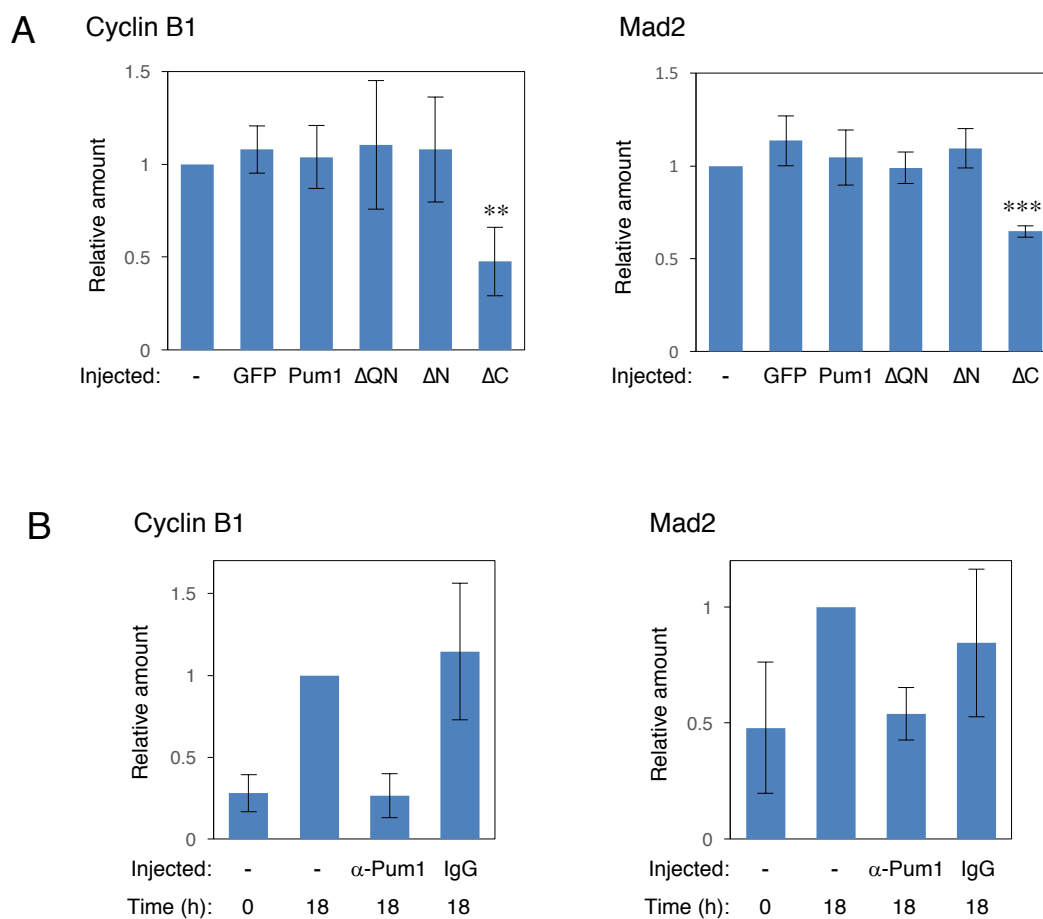 A
Cyclin B1
Relative amount
1.5
1
0.5
0
**
Injected: - GFP Pum1 ΔQN ΔN ΔC
Mad2
Relative amount
1.5
1
0.5
0
***
GFP Pum1 ΔQN ΔN ΔC
Injected: -
B
Cyclin B1
Relative amount
1.5
1
0.5
0
Injected: - - α-Pum1 IgG
Time (h): 0 18 18 18
Mad2
Relative amount
1
0.5
0
Injected: - - α-Pum1 IgG
Time (h): 0 18 18 18